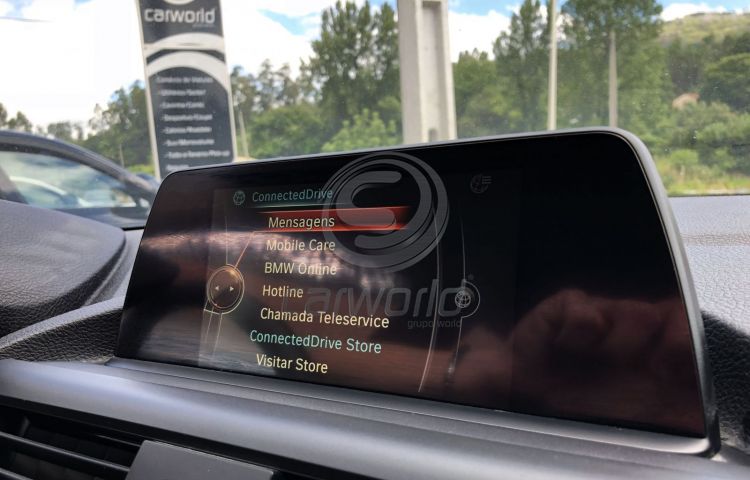 carworld
ConnectedDrive
Mensagens
Mobile Care
BMW Online
Hotline
Chamada Teleservice
ConnectedDrive Store
Visitar Store
carworld
grupo world